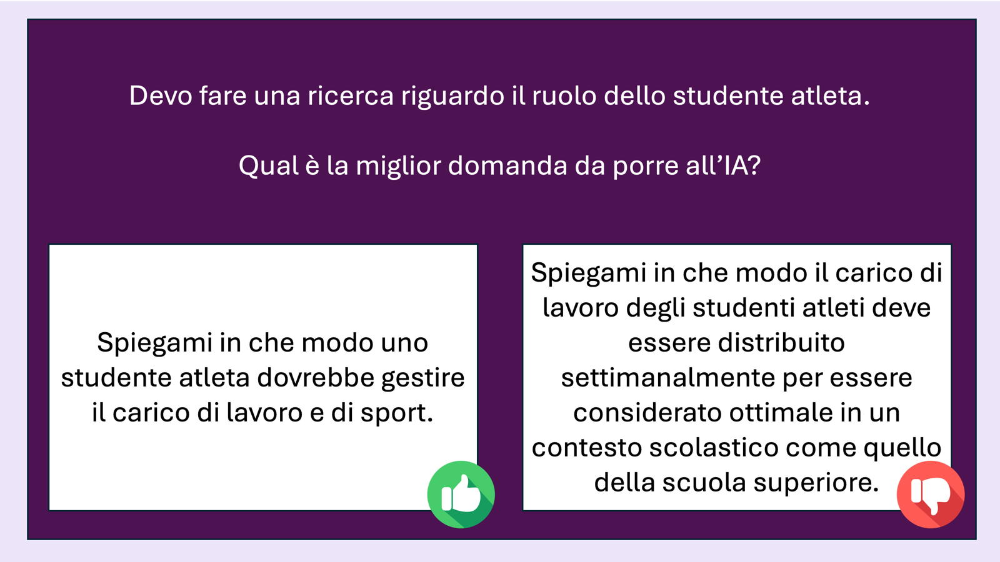 Devo fare una ricerca riguardo il ruolo dello studente atleta.
Qual è la miglior domanda da porre all’IA?
Spiegami in che modo uno
studente atleta dovrebbe gestire
il carico di lavoro e di sport.
Spiegami in che modo il carico di
lavoro degli studenti atleti deve
essere distribuito
settimanalmente per essere
considerato ottimale in un
contesto scolastico come quello
della scuola superiore.